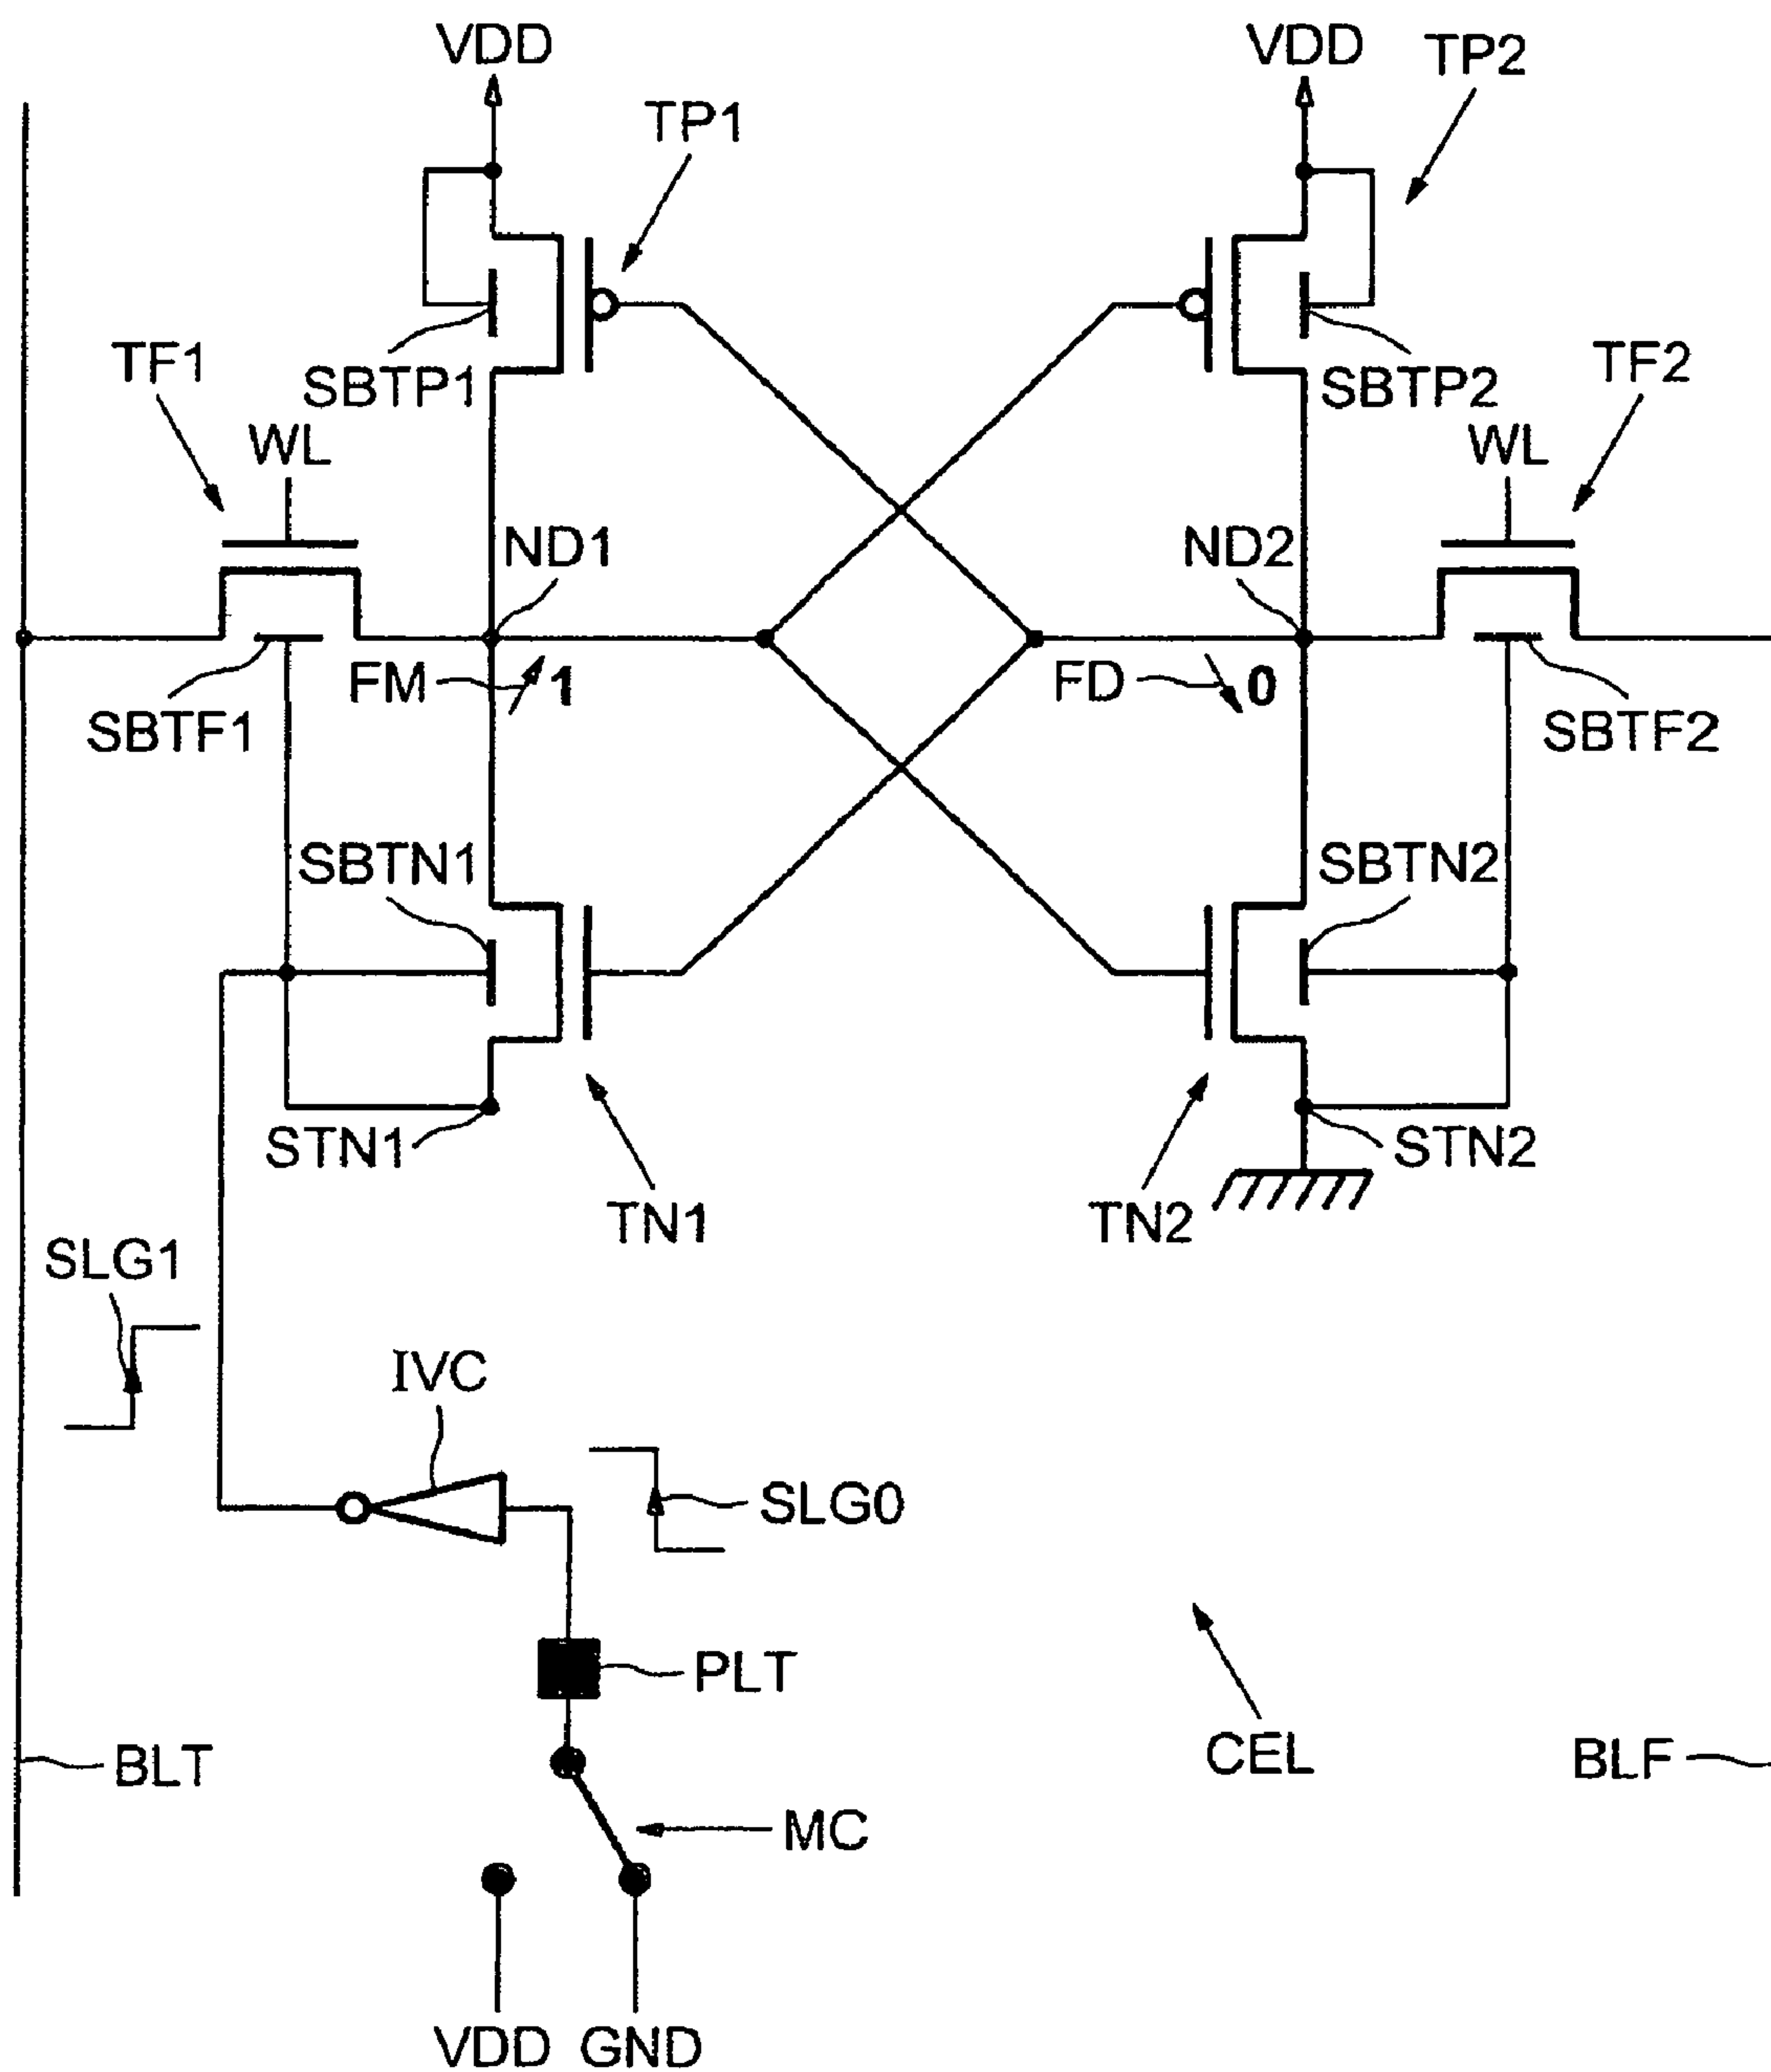 VDD
VDD
TP2
TP1
TF1
SBTP1
SBTP2
TF2
WL
WL
ND1
ND2
FM
1
FD
0
SBTF1
SBTF2
SBTN1
SBTN2
STN1
STN2
TN1
TN2
SLG1
IVC
SLG0
PLT
CEL
BLT
BLF
MC
VDD
GND